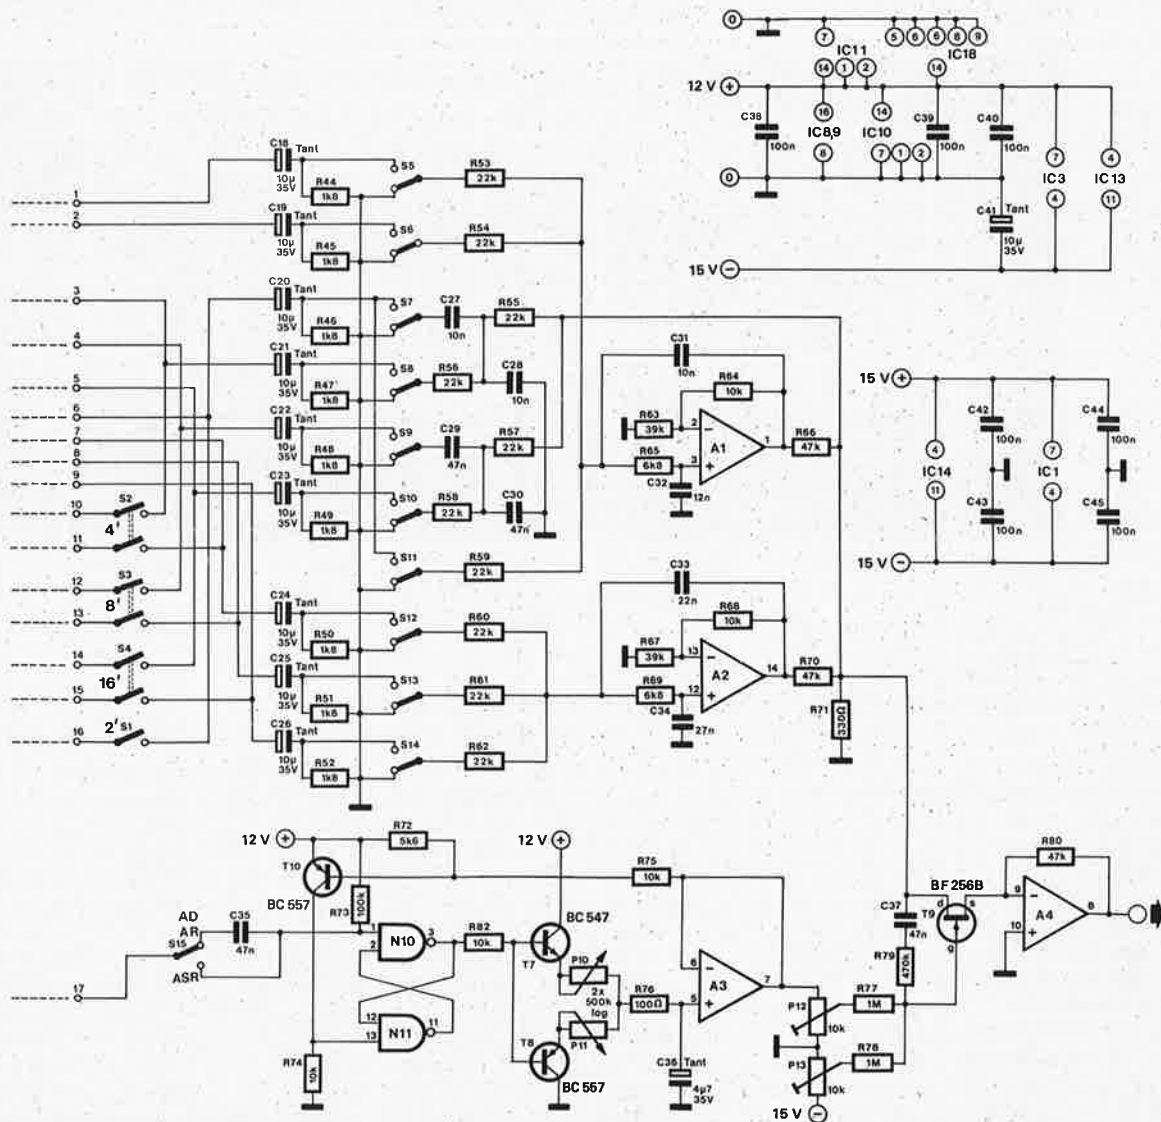 0
7
5
6
6
8
9
IC11
IC18
14
1
2
14
12 V +
C38
100n
16
IC8,9
8
14
IC10
7
1
2
C39
100n
C40
100n
7
IC3
4
4
IC13
11
0
C41
Tant
10µ
35V
15 V −
C18
Tant
10µ
35V
R44
1k8
S5
R53
22k
1
2
C19
Tant
10µ
35V
R45
1k8
S6
R54
22k
3
C20
Tant
10µ
35V
R46
1k8
S7
C27
10n
R55
22k
4
C21
Tant
10µ
35V
R47
1k8
S8
R56
22k
C28
10n
5
6
C22
Tant
10µ
35V
R48
1k8
S9
C29
47n
R57
22k
7
8
9
C23
Tant
10µ
35V
R49
1k8
S10
R58
22k
C30
47n
10
S2
4'
11
S11
R59
22k
12
S3
8'
13
C24
Tant
10µ
35V
R50
1k8
S12
R60
22k
14
S4
16'
15
C25
Tant
10µ
35V
R51
1k8
S13
R61
22k
16
2'
S1
C26
Tant
10µ
35V
R52
1k8
S14
R62
22k
C31
10n
R64
10k
R63
39k
2
−
A1
1
R66
47k
R65
6k8
3
+
C32
12n
C33
22n
R68
10k
R67
39k
13
−
A2
14
R70
47k
R69
6k8
12
+
C34
27n
R71
330Ω
15 V +
4
IC14
11
C42
100n
C43
100n
7
IC1
4
C44
100n
C45
100n
15 V −
12 V +
R72
5k6
T10
BC 557
R73
100k
AD
AR
S15
ASR
C35
47n
17
1
2
N10
3
12
13
N11
11
R74
10k
R82
10k
12 V
+
BC 547
T7
P10
2x
500k
log
P11
T8
BC 557
R75
10k
R76
100Ω
6
−
A3
7
5
+
C36
Tant
4µ7
35V
P12
10k
P13
10k
15 V −
R77
1M
R78
1M
C37
47n
R79
470k
BF 256B
d
T9
s
g
R80
47k
9
−
A4
8
10
+